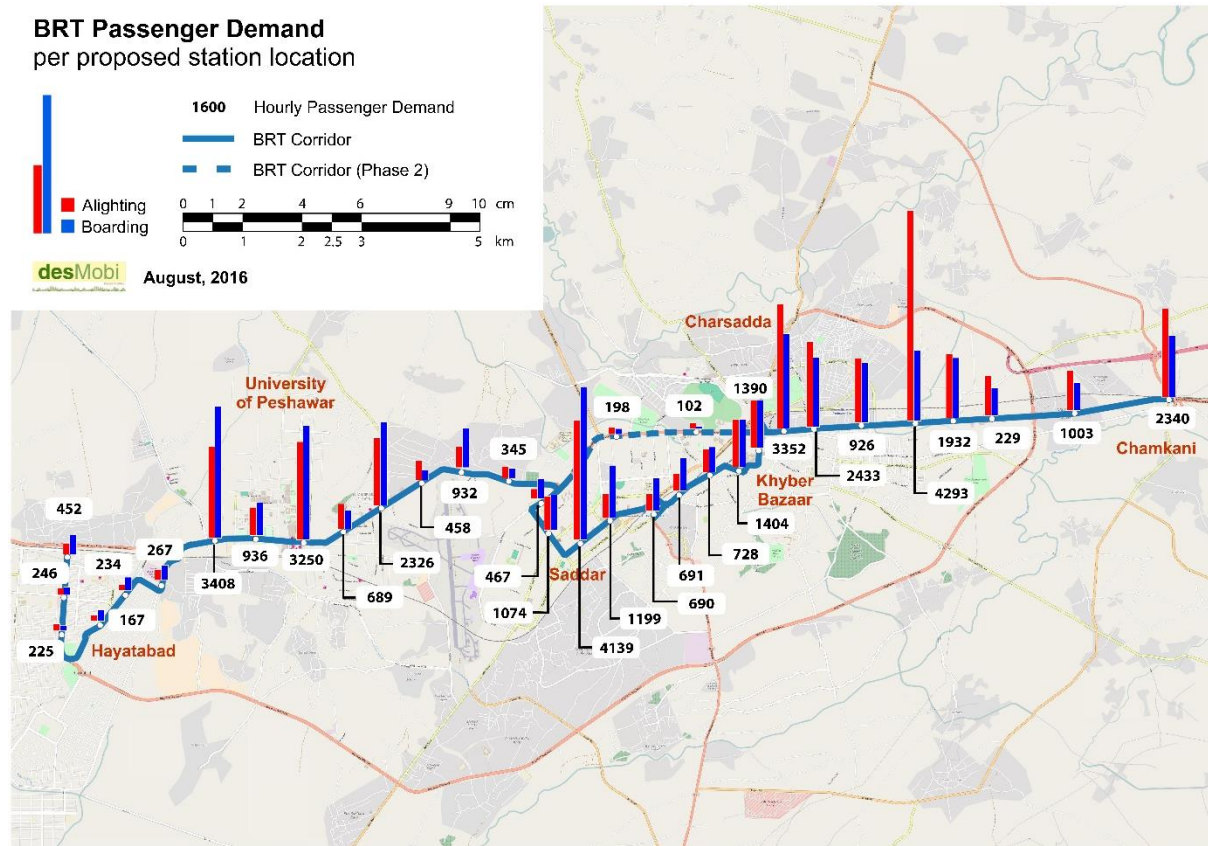 BRT Passenger Demand
per proposed station location
1600 Hourly Passenger Demand
BRT Corridor
BRT Corridor (Phase 2)
Alighting
Boarding
0 1 2 4 6 9 10 cm
0 1 2 2.5 3 5 km
desMobi
August, 2016
Charsadda
University
of Peshawar
1390
198
102
345
932
3352
926
1932
229
1003
2340
Chamkani
2433
4293
Khyber
Bazaar
1404
452
267
234
246
3408
936
3250
2326
458
467
Saddar
728
691
690
689
167
1074
1199
225
Hayatabad
4139